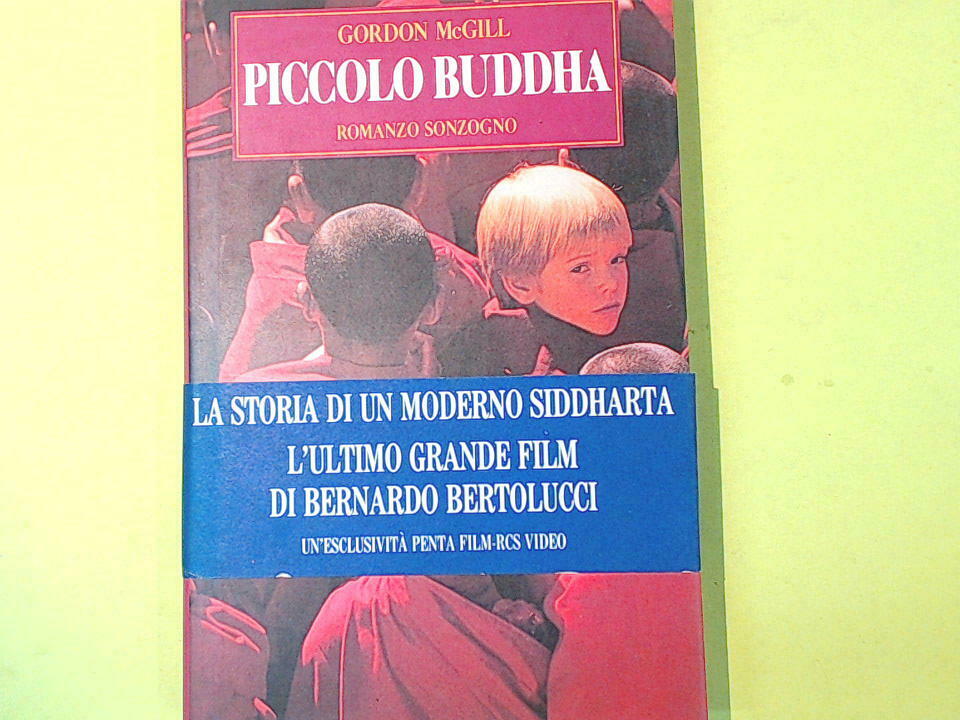 GORDON McGILL
PICCOLO BUDDHA
ROMANZO SONZOGNO
LA STORIA DI UN MODERNO SIDDHARTA
L'ULTIMO GRANDE FILM
DI BERNARDO BERTOLUCCI
UN'ESCLUSIVITÀ PENTA FILM-RCS VIDEO